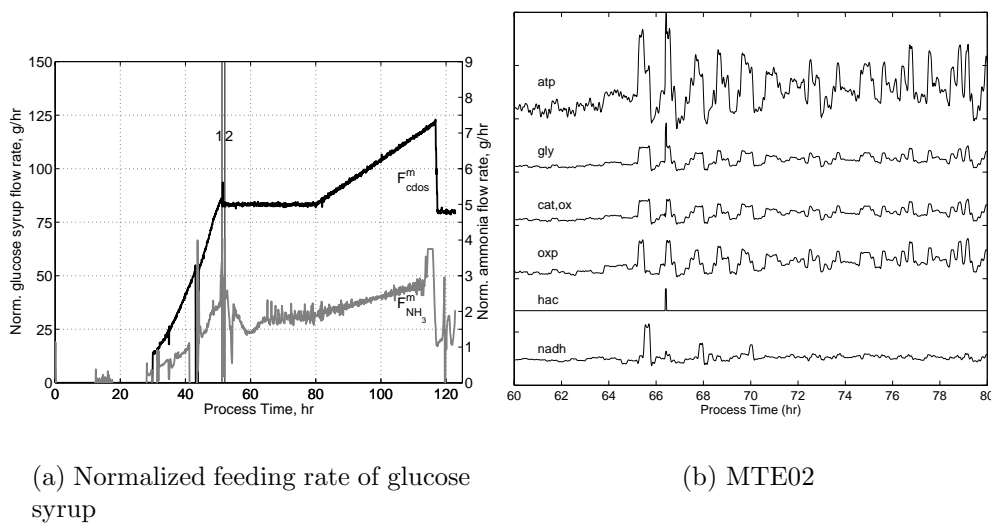 Norm. glucose syrup flow rate, g/hr
150
125
100
75
50
25
0
0 20 40 60 80 100 120
Process Time, hr
9
8
7
6
5
4
3
2
1
0
Norm. ammonia flow rate, g/hr
1 2
F^m_cdos
F^m_NH3
atp
gly
cat,ox
oxp
hac
nadh
60 62 64 66 68 70 72 74 76 78 80
Process Time (hr)
(a) Normalized feeding rate of glucose
syrup
(b) MTE02